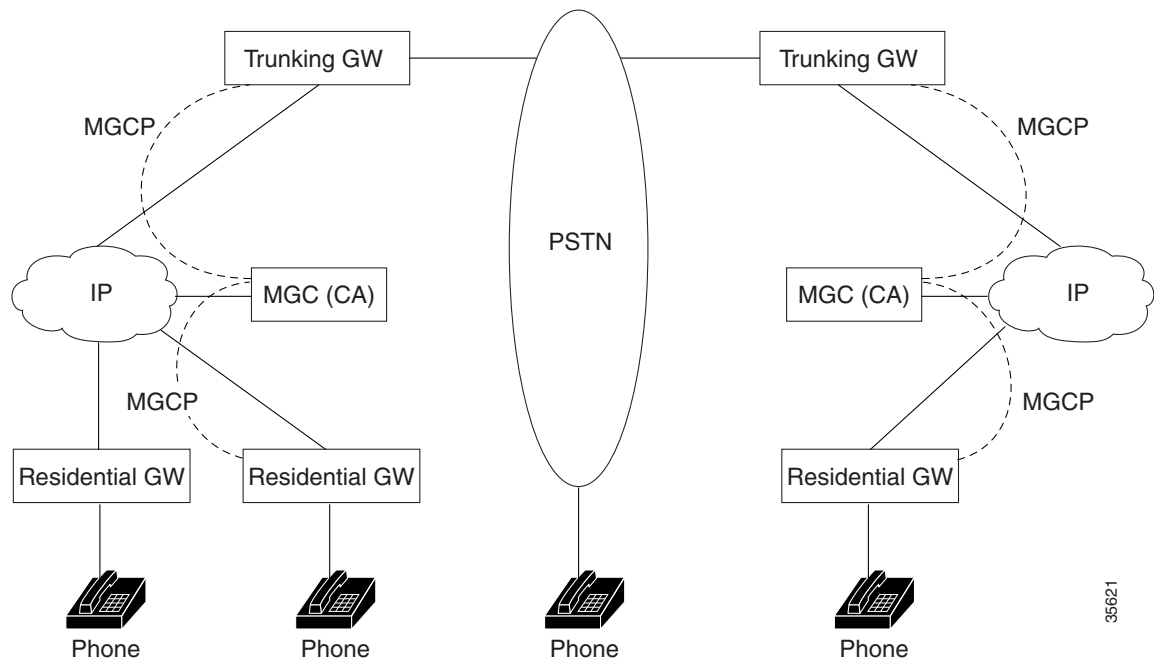 Trunking GW
Trunking GW
MGCP
MGCP
PSTN
IP
MGC (CA)
MGC (CA)
IP
MGCP
MGCP
Residential GW
Residential GW
Residential GW
35621
Phone
Phone
Phone
Phone